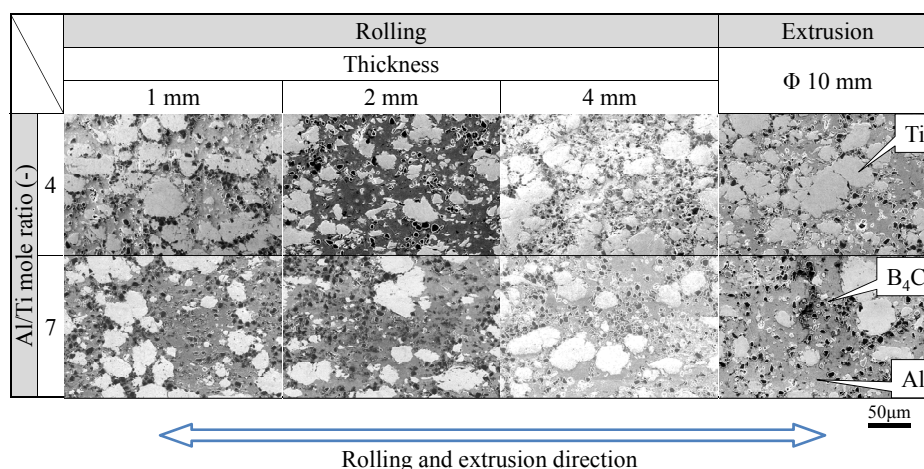 Rolling
Extrusion
Thickness
Φ 10 mm
1 mm
2 mm
4 mm
Al/Ti mole ratio (-)
4
7
Ti
B₄C
Al
50μm
Rolling and extrusion direction